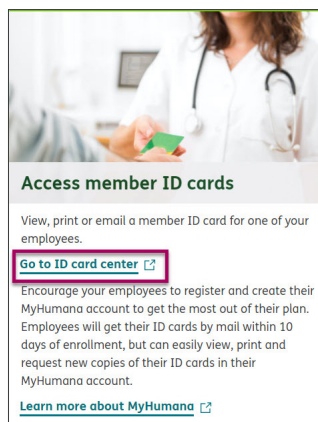 Access member ID cards
View, print or email a member ID card for one of your
employees.
Go to ID card center
Encourage your employees to register and create their
MyHumana account to get the most out of their plan.
Employees will get their ID cards by mail within 10
days of enrollment, but can easily view, print and
request new copies of their ID cards in their
MyHumana account.
Learn more about MyHumana